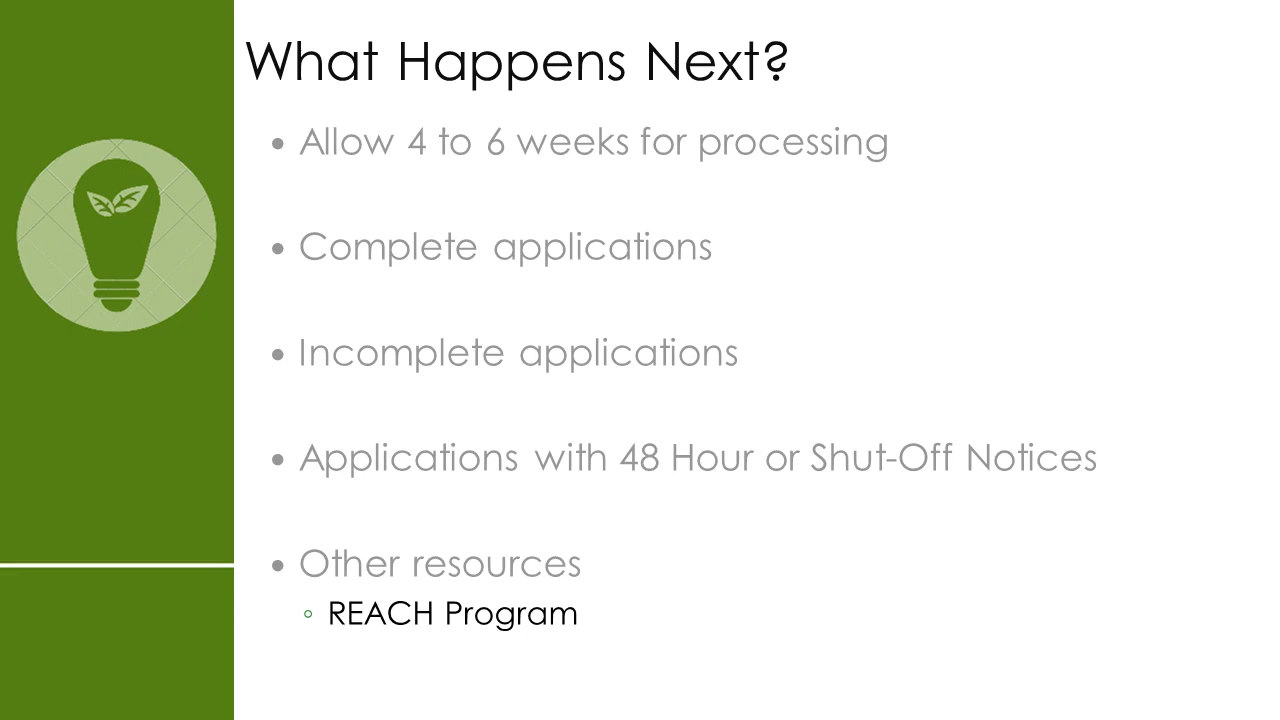 What Happens Next?
• Allow 4 to 6 weeks for processing
• Complete applications
• Incomplete applications
• Applications with 48 Hour or Shut-Off Notices
• Other resources
◦ REACH Program